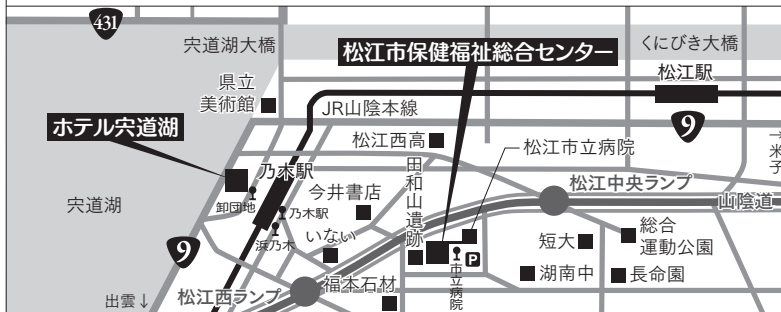 431
宍道湖大橋
くにびき大橋
松江市保健福祉総合センター
松江駅
県立
美術館
JR山陰本線
9
ホテル宍道湖
松江西高
松江市立病院
→米子
乃木駅
田和山遺跡
松江中央ランプ
山陰道
宍道湖
卸団地
今井書店
乃木駅
浜乃木
いない
短大
総合
運動公園
9
P
市立病院
湖南中
長命園
福本石材
出雲↓
松江西ランプ